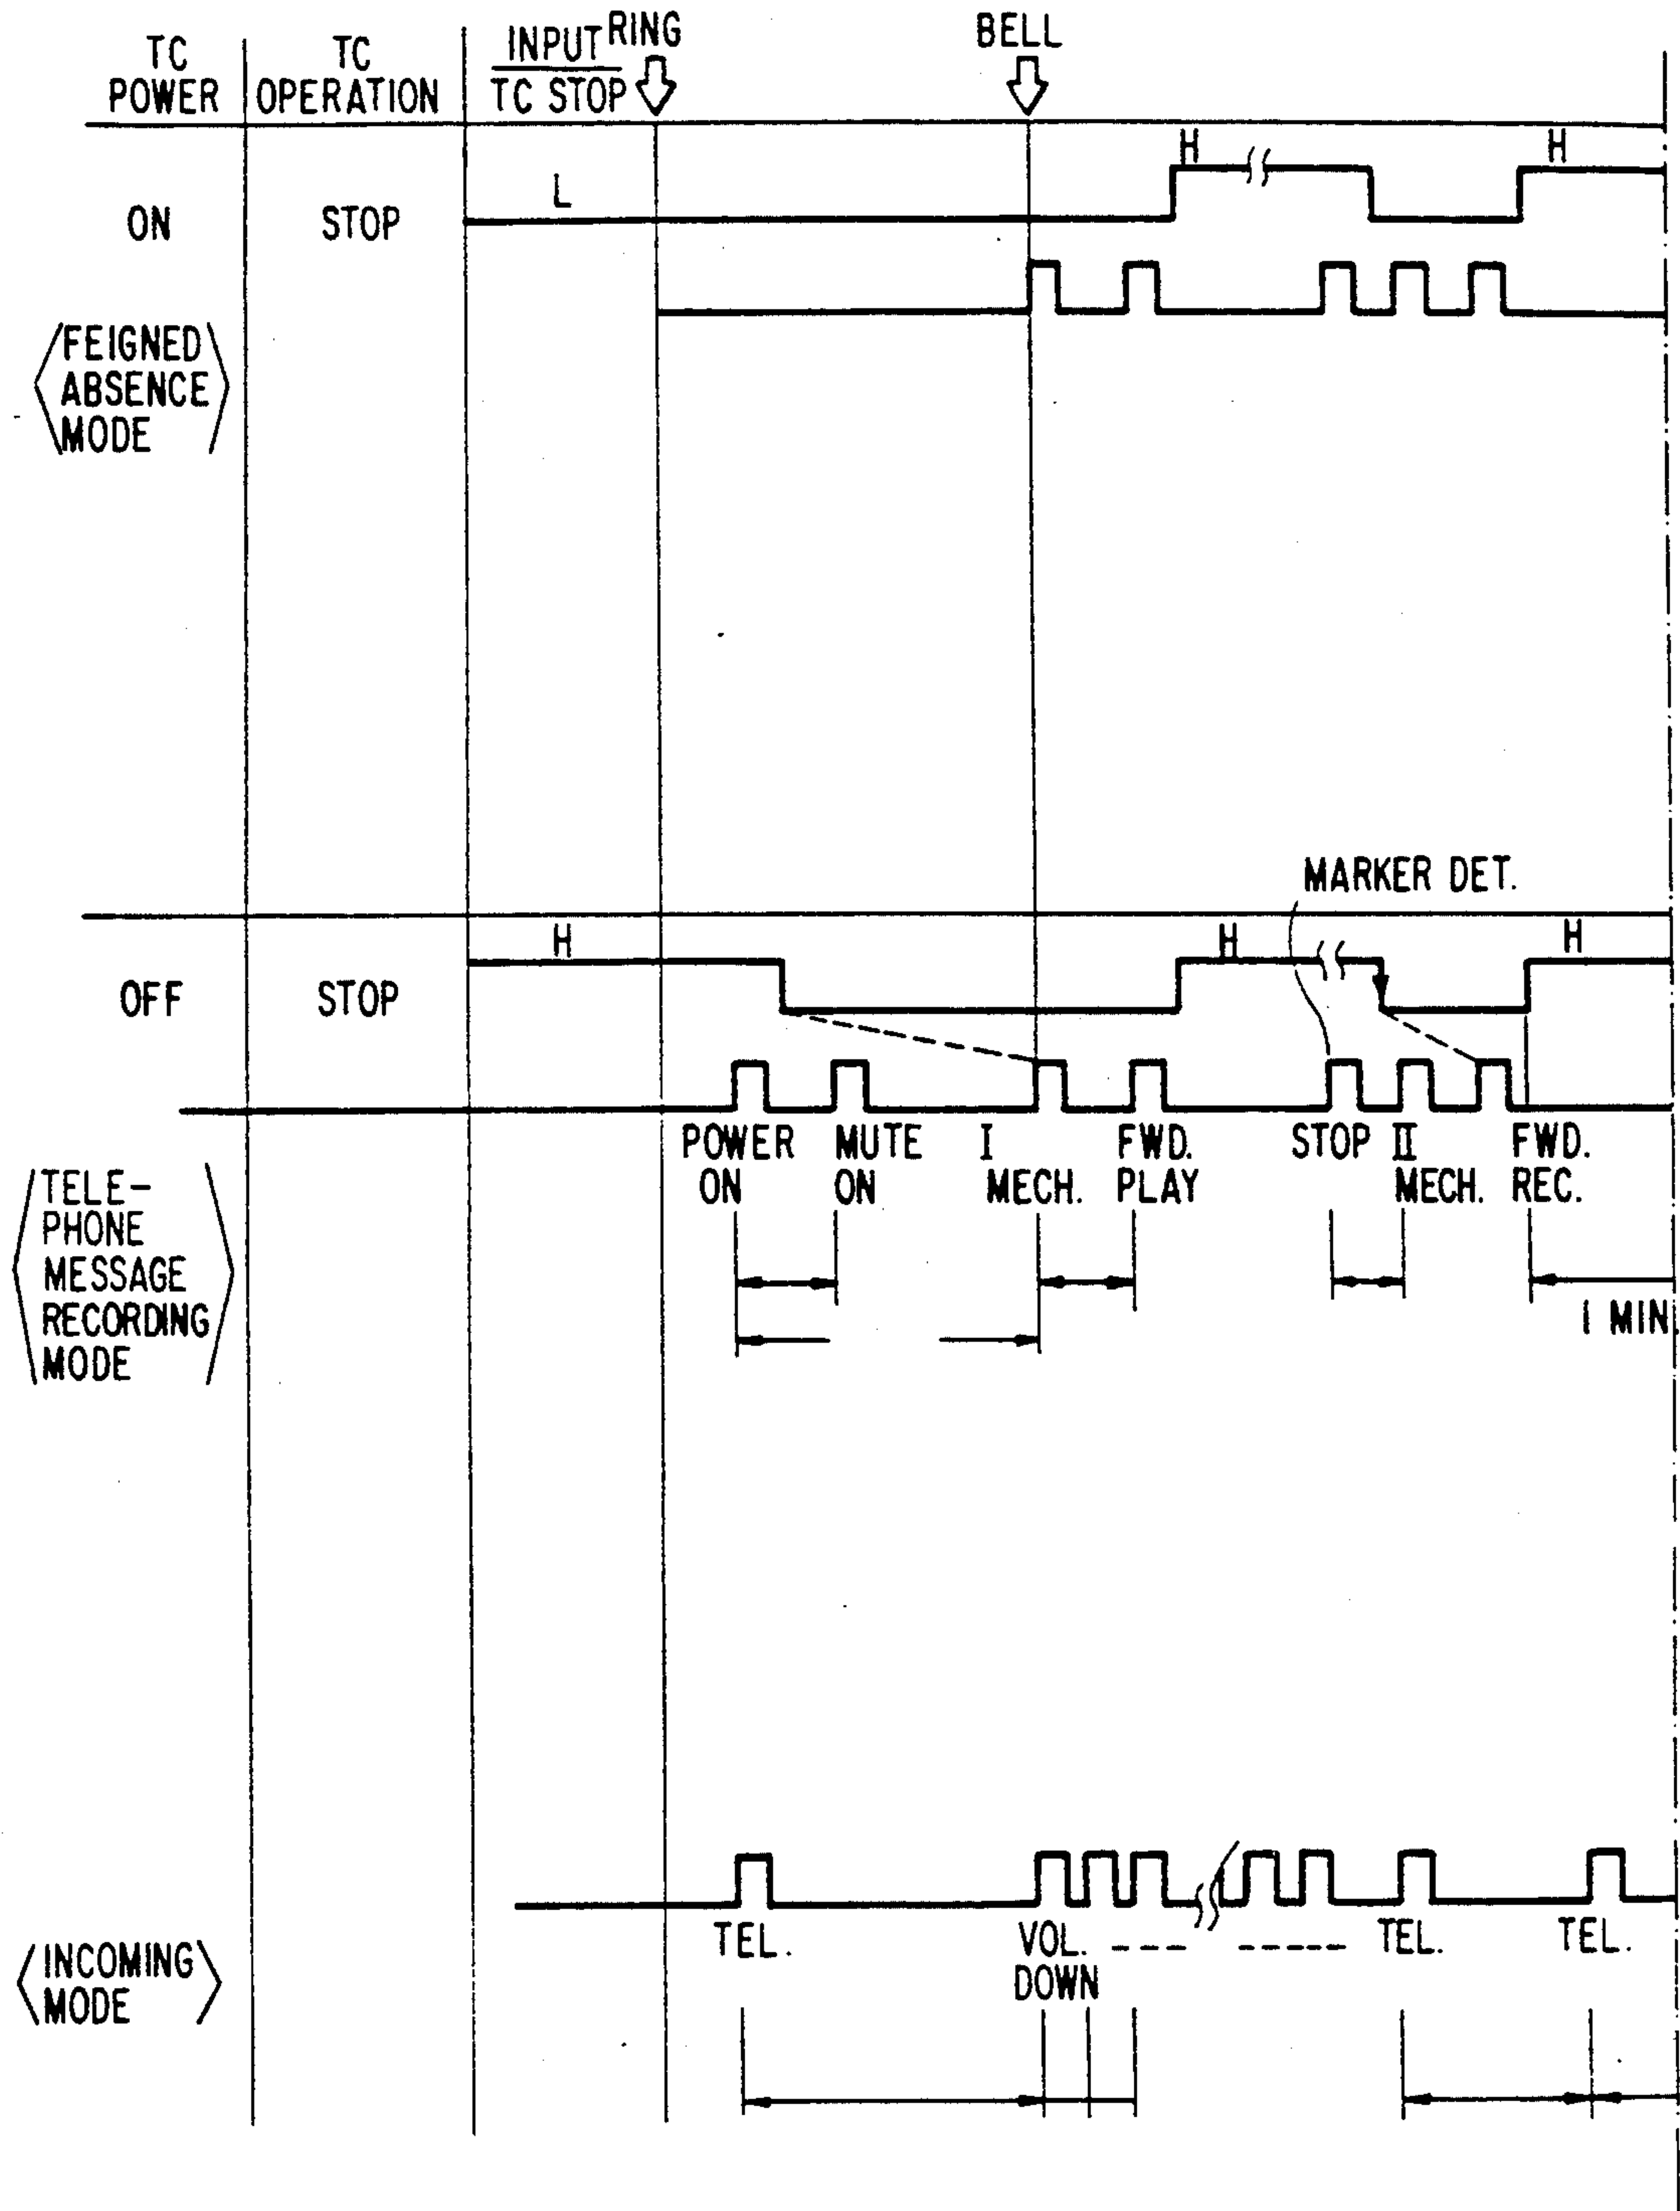 TC POWER
TC OPERATION
INPUT
TC STOP
RING
BELL
ON
STOP
L
H
H
FEIGNED
ABSENCE
MODE
MARKER DET.
OFF
STOP
H
H
H
POWER ON
MUTE ON
I MECH.
FWD. PLAY
STOP
II MECH.
FWD. REC.
1 MIN.
TELE-
PHONE
MESSAGE
RECORDING
MODE
TEL.
VOL. DOWN
TEL.
TEL.
INCOMING
MODE